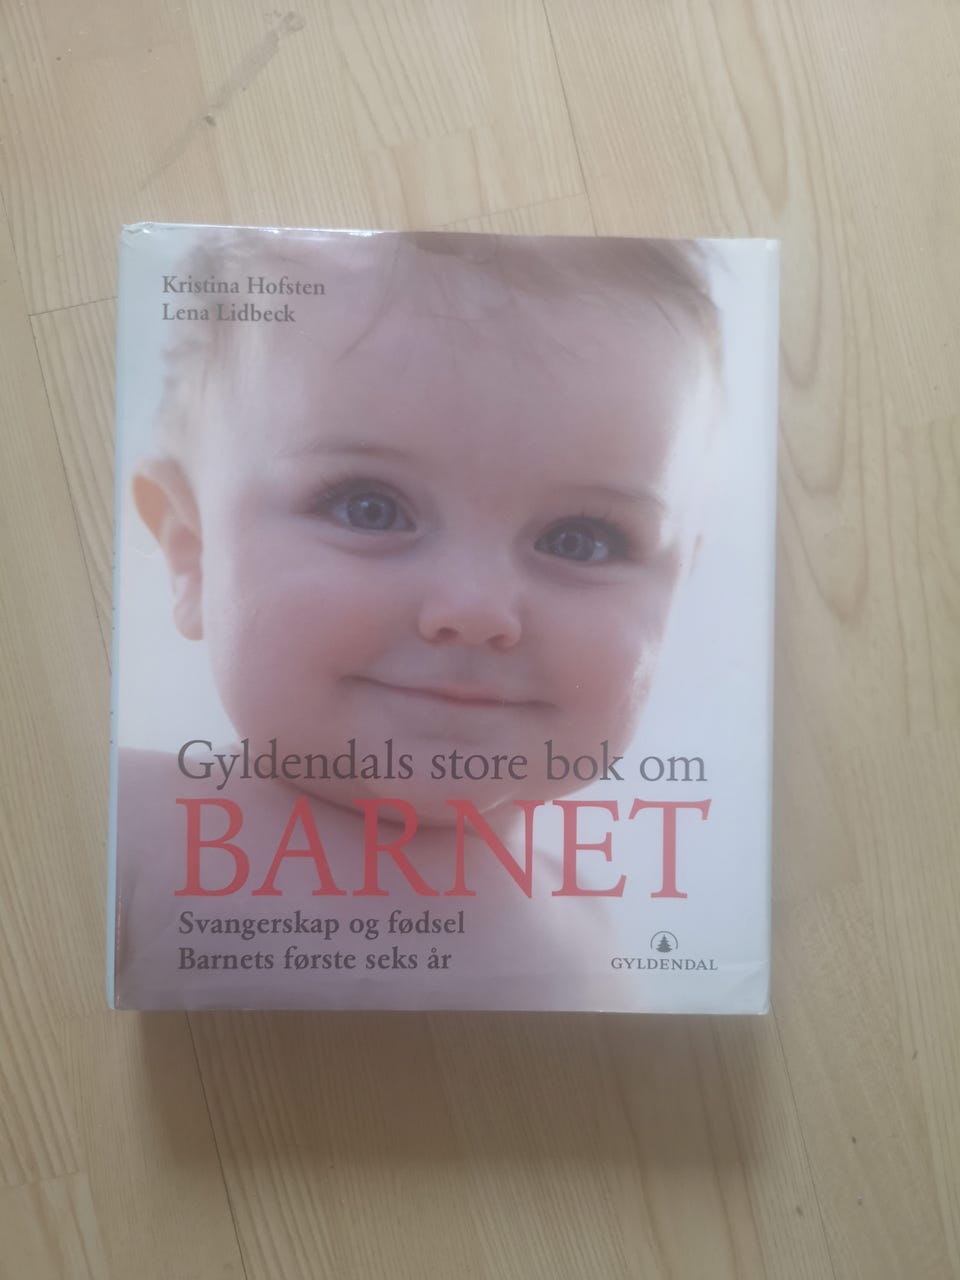 Kristina Hofsten
Lena Lidbeck
Gyldendals store bok om
BARNET
Svangerskap og fødsel
Barnets første seks år
GYLDENDAL